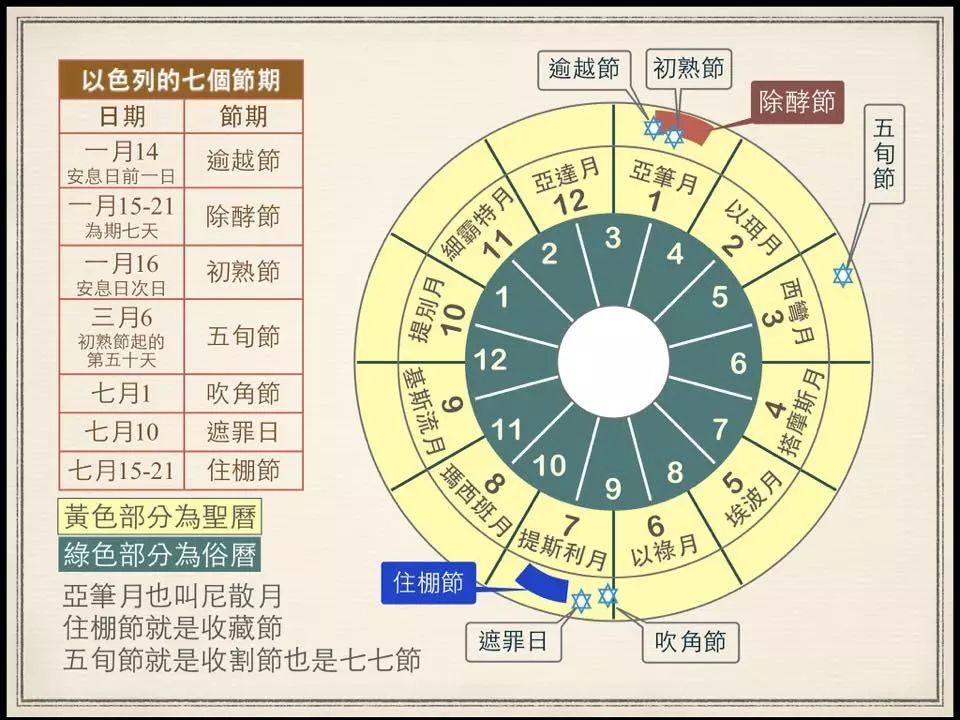 以色列的七個節期
日期 節期
一月14
安息日前一日
逾越節
一月15-21
為期七天
除酵節
一月16
安息日次日
初熟節
三月6
初熟節起的
第五十天
五旬節
七月1 吹角節
七月10 遮罪日
七月15-21 住棚節
黃色部分為聖曆
綠色部分為俗曆
亞筆月也叫尼散月
住棚節就是收藏節
五旬節就是收割節也是七七節
逾越節
初熟節
除酵節
五旬節
亞筆月
1
以珥月
2
西彎月
3
搭摩斯月
4
埃波月
5
以祿月
6
提斯利月
7
瑪西班月
8
基斯流月
9
提別月
10
細霸特月
11
亞達月
12
3
4
5
6
7
8
9
10
11
12
1
2
住棚節
遮罪日
吹角節